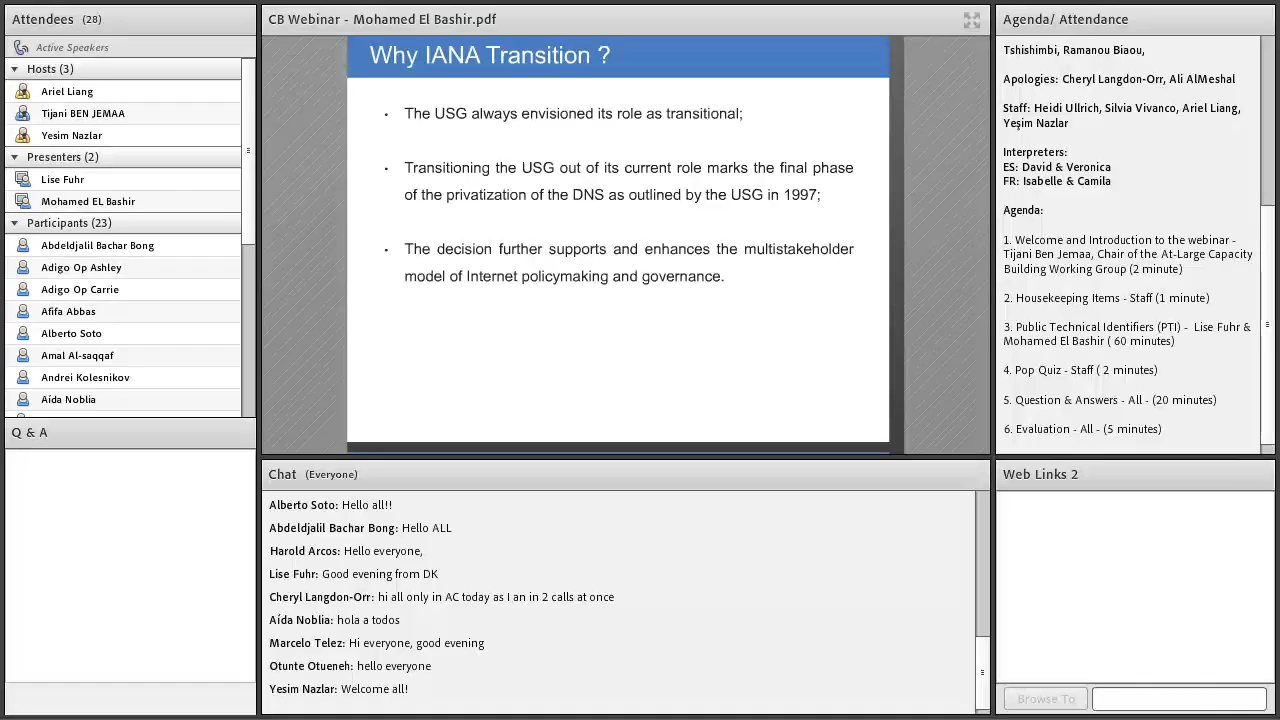 Attendees (28)
Active Speakers
Hosts (3)
Ariel Liang
Tijani BEN JEMAA
Yesim Nazlar
Presenters (2)
Lise Fuhr
Mohamed EL Bashir
Participants (23)
Abdeldjalil Bachar Bong
Adigo Op Ashley
Adigo Op Carrie
Afifa Abbas
Alberto Soto
Amal Al-saqqaf
Andrei Kolesnikov
Aída Noblia
Q & A
CB Webinar - Mohamed El Bashir.pdf
Why IANA Transition ?
• The USG always envisioned its role as transitional;
• Transitioning the USG out of its current role marks the final phase
of the privatization of the DNS as outlined by the USG in 1997;
• The decision further supports and enhances the multistakeholder
model of Internet policymaking and governance.
Chat (Everyone)
Alberto Soto: Hello all!!
Abdeldjalil Bachar Bong: Hello ALL
Harold Arcos: Hello everyone,
Lise Fuhr: Good evening from DK
Cheryl Langdon-Orr: hi all only in AC today as I an in 2 calls at once
Aída Noblia: hola a todos
Marcelo Telez: Hi everyone, good evening
Otunte Otueneh: hello everyone
Yesim Nazlar: Welcome all!
Agenda/ Attendance
Tshishimbi, Ramanou Biaou,
Apologies: Cheryl Langdon-Orr, Ali AlMeshal
Staff: Heidi Ullrich, Silvia Vivanco, Ariel Liang,
Yeşim Nazlar
Interpreters:
ES: David & Veronica
FR: Isabelle & Camila
Agenda:
1. Welcome and Introduction to the webinar -
Tijani Ben Jemaa, Chair of the At-Large Capacity
Building Working Group (2 minute)
2. Housekeeping Items - Staff (1 minute)
3. Public Technical Identifiers (PTI) - Lise Fuhr &
Mohamed El Bashir ( 60 minutes)
4. Pop Quiz - Staff ( 2 minutes)
5. Question & Answers - All - (20 minutes)
6. Evaluation - All - (5 minutes)
Web Links 2
Browse To